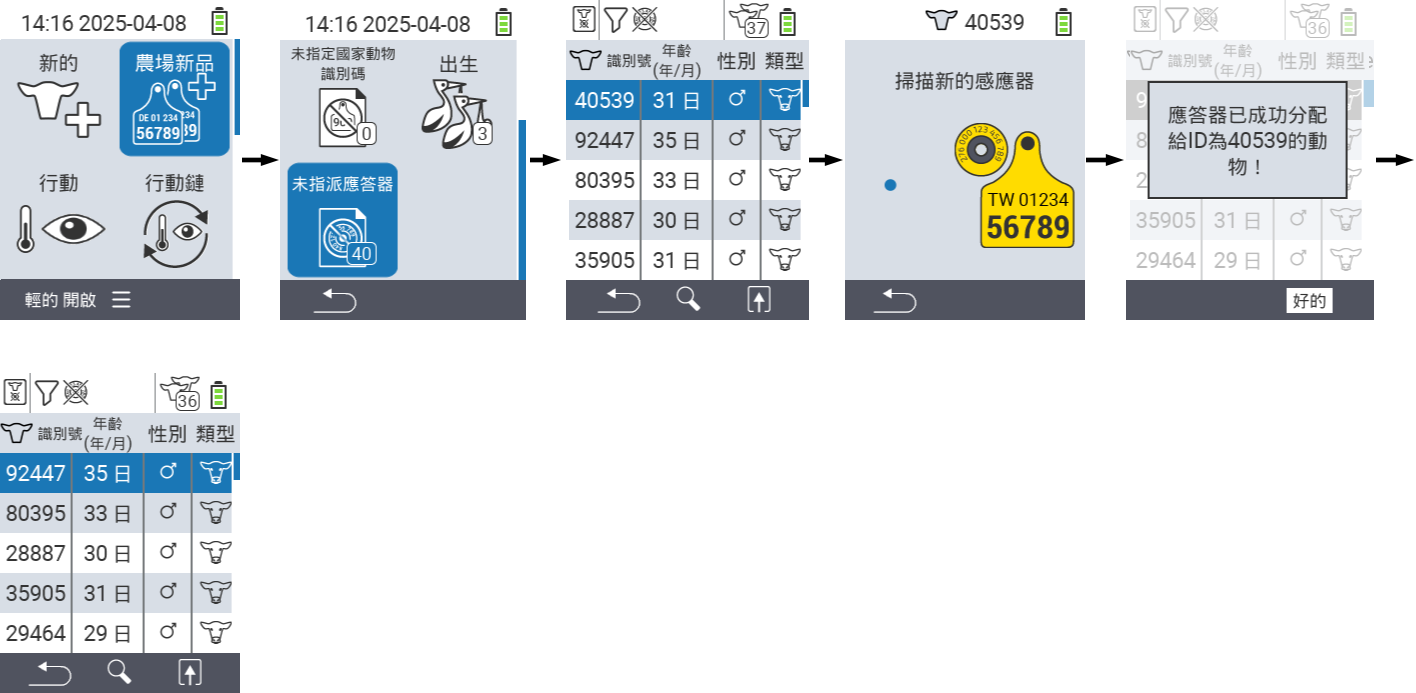 14:16 2025-04-08
新的
農場新品
DE 01 234
234
56789
39
行動
行動鏈
輕的 開啟
14:16 2025-04-08
未指定國家動物
識別碼
0
出生
3
未指派應答器
40
37
識別號
年齡
(年/月)
性別
類型
40539 31 日 ♂
92447 35 日 ♂
80395 33 日 ♂
28887 30 日 ♂
35905 31 日 ♂
40539
掃描新的感應器
276 000 123 456 789
TW 01234
56789
36
識別號
年齡
(年/月)
性別
類型
9
8
2
應答器已成功分配
給ID為40539的動
物！
35905 31 日 ♂
29464 29 日 ♂
好的
36
識別號
年齡
(年/月)
性別
類型
92447 35 日 ♂
80395 33 日 ♂
28887 30 日 ♂
35905 31 日 ♂
29464 29 日 ♂